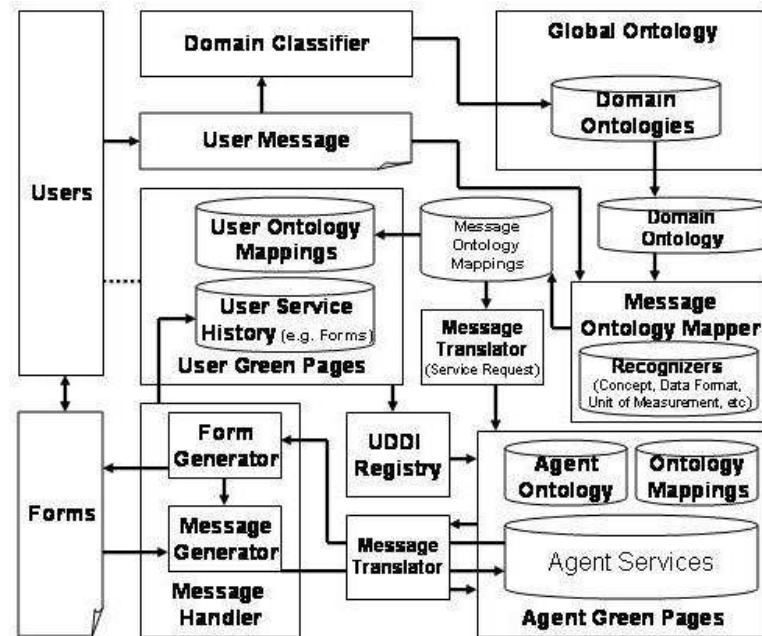 Domain Classifier
Global Ontology
Domain
Ontologies
User Message
Users
User Ontology
Mappings
Message
Ontology
Mappings
Domain
Ontology
User Service
History (e.g. Forms)
User Green Pages
Message
Translator
(Service Request)
Message
Ontology Mapper
Recognizers
(Concept, Data Format,
Unit of Measurement, etc)
Form
Generator
UDDI
Registry
Agent
Ontology
Ontology
Mappings
Forms
Message
Generator
Message
Translator
Agent Services
Message
Handler
Agent Green Pages